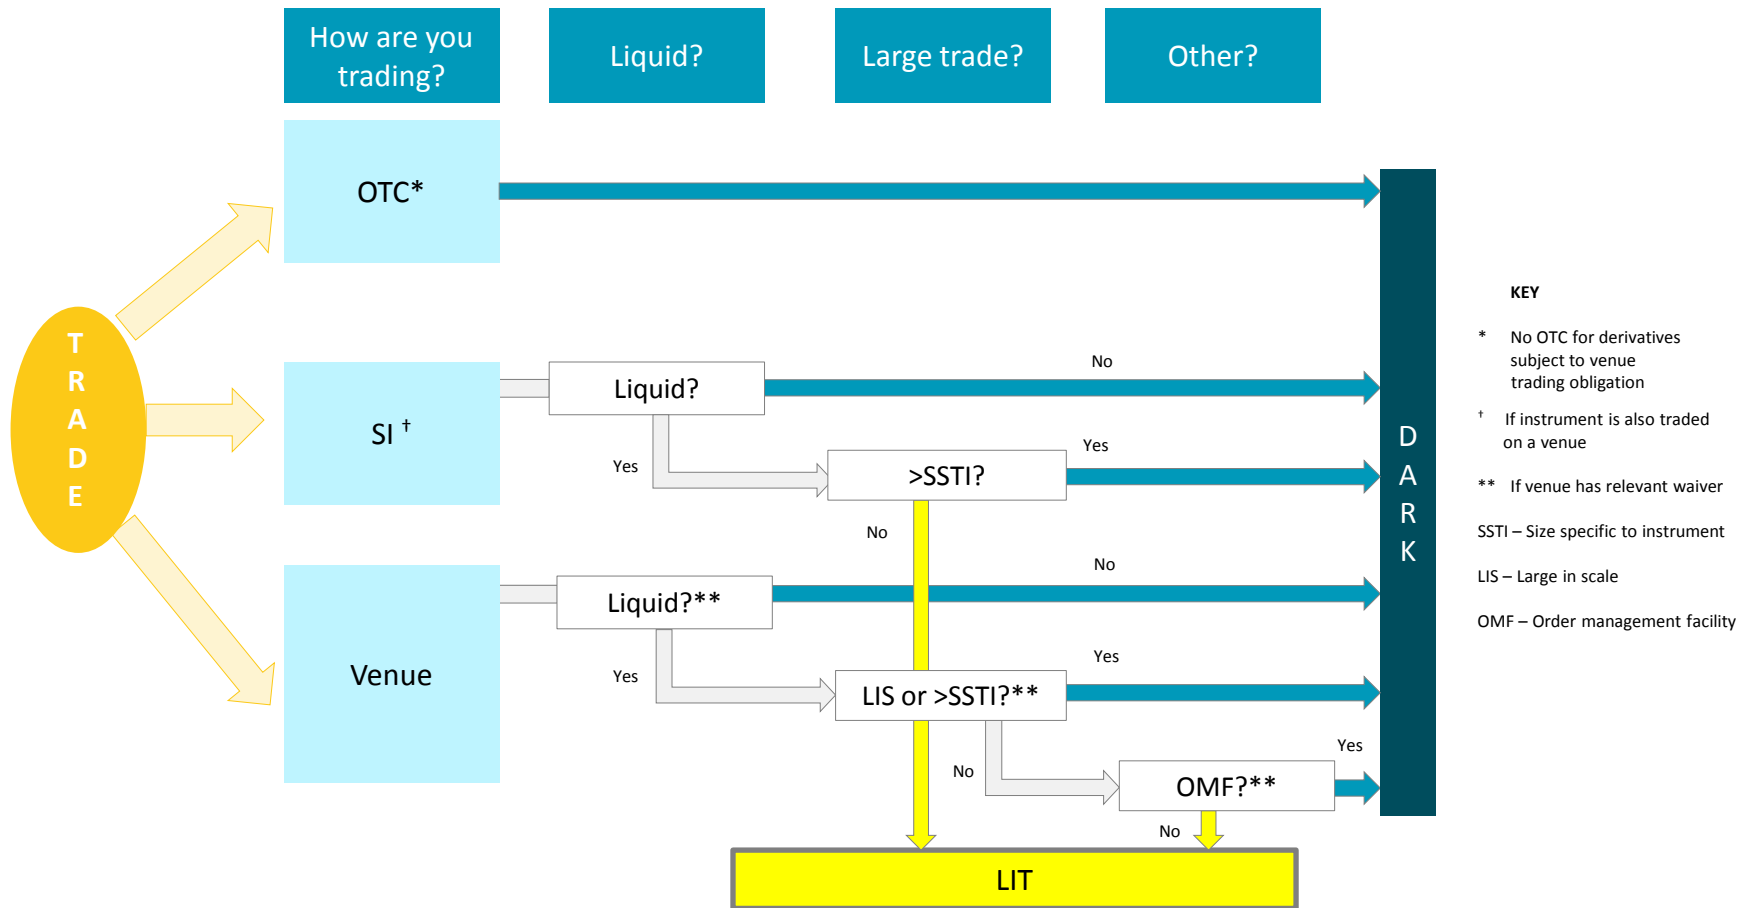 How are you
trading?
Liquid?
Large trade?
Other?
TRADE
OTC*
SI †
Liquid?
No
Yes
>SSTI?
Yes
No
Venue
Liquid?**
No
Yes
LIS or >SSTI?**
Yes
No
OMF?**
Yes
No
LIT
DARK
KEY
* No OTC for derivatives
subject to venue
trading obligation
† If instrument is also traded
on a venue
** If venue has relevant waiver
SSTI – Size specific to instrument
LIS – Large in scale
OMF – Order management facility